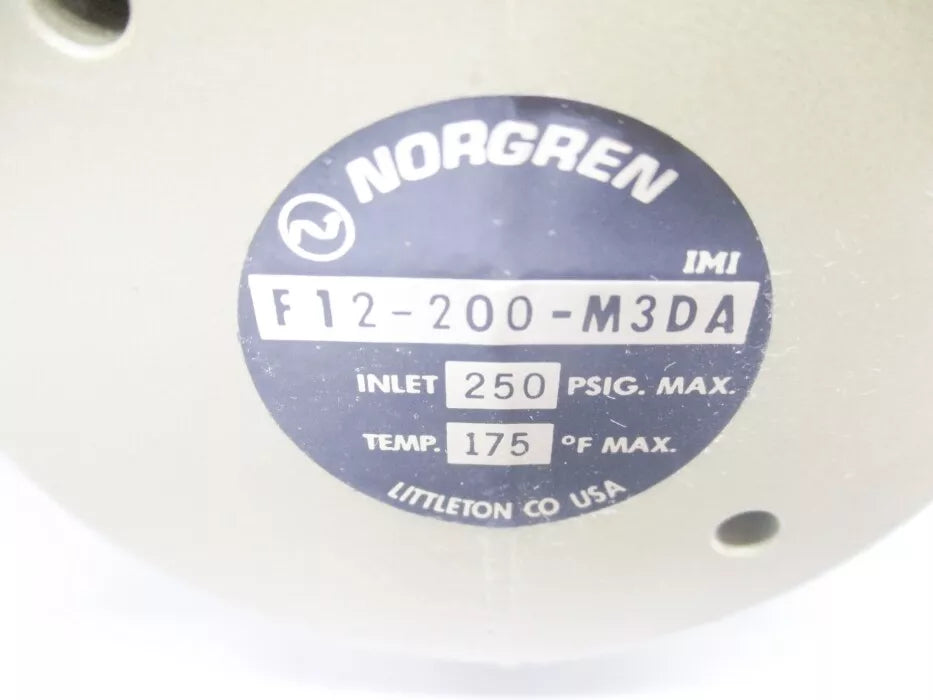 NORGREN
IMI
F12-200-M3DA
INLET 250 PSIG. MAX.
TEMP. 175 °F MAX.
LITTLETON CO USA